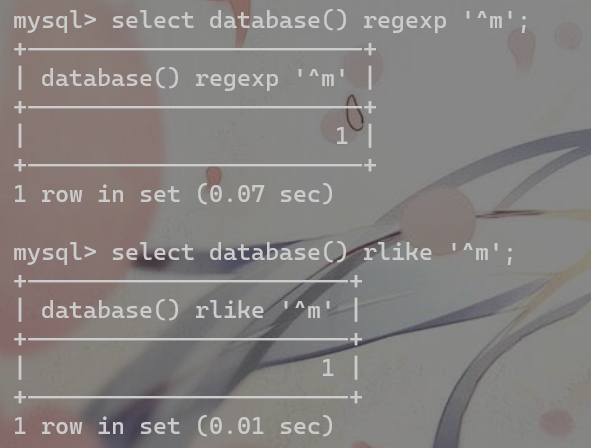 mysql> select database() regexp '^m';
+------------------------+
| database() regexp '^m' |
+------------------------+
|                      1 |
+------------------------+
1 row in set (0.07 sec)

mysql> select database() rlike '^m';
+-----------------------+
| database() rlike '^m' |
+-----------------------+
|                     1 |
+-----------------------+
1 row in set (0.01 sec)